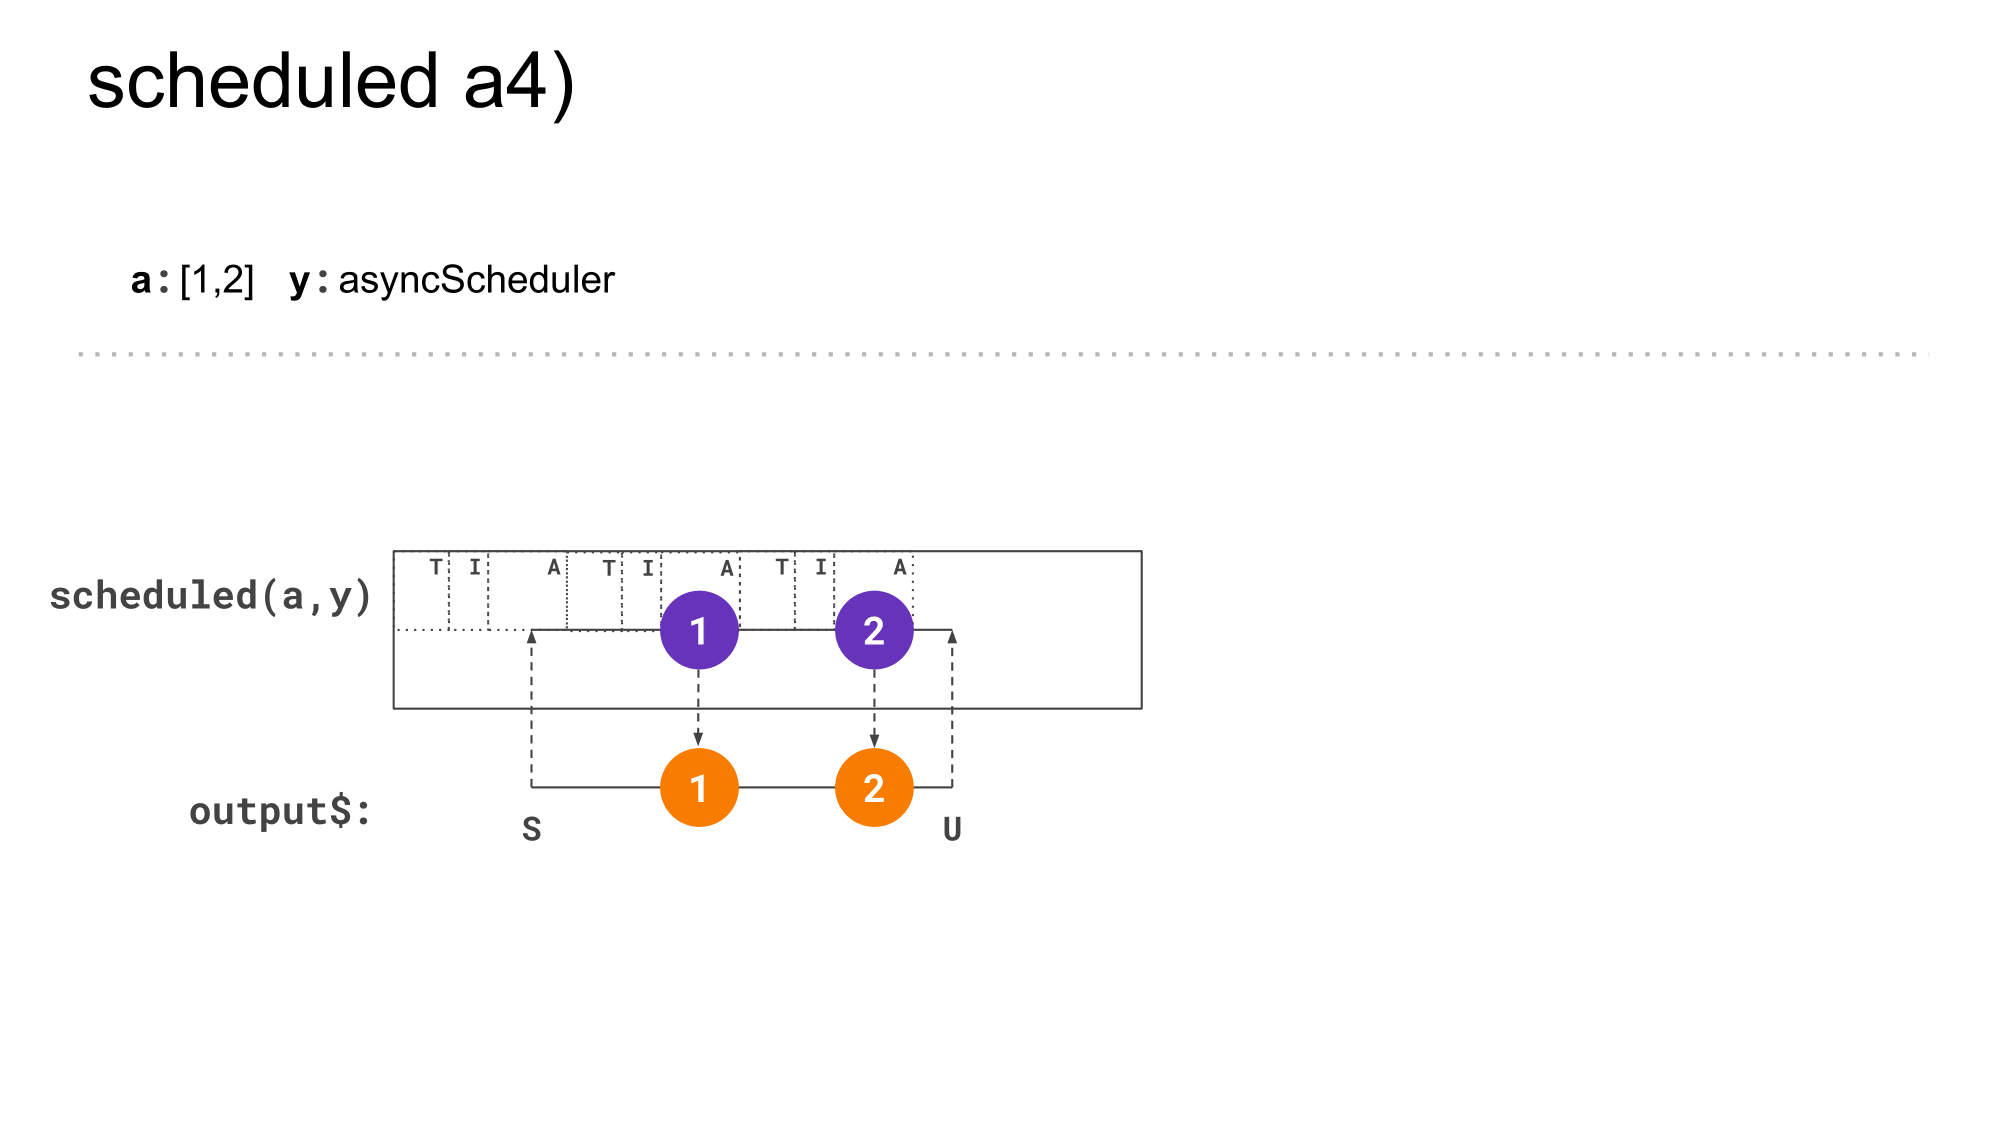 scheduled a4)
a: [1,2] y: asyncScheduler
T I A T I A T I A
scheduled(a,y)
1 2
1 2
output$:
S U